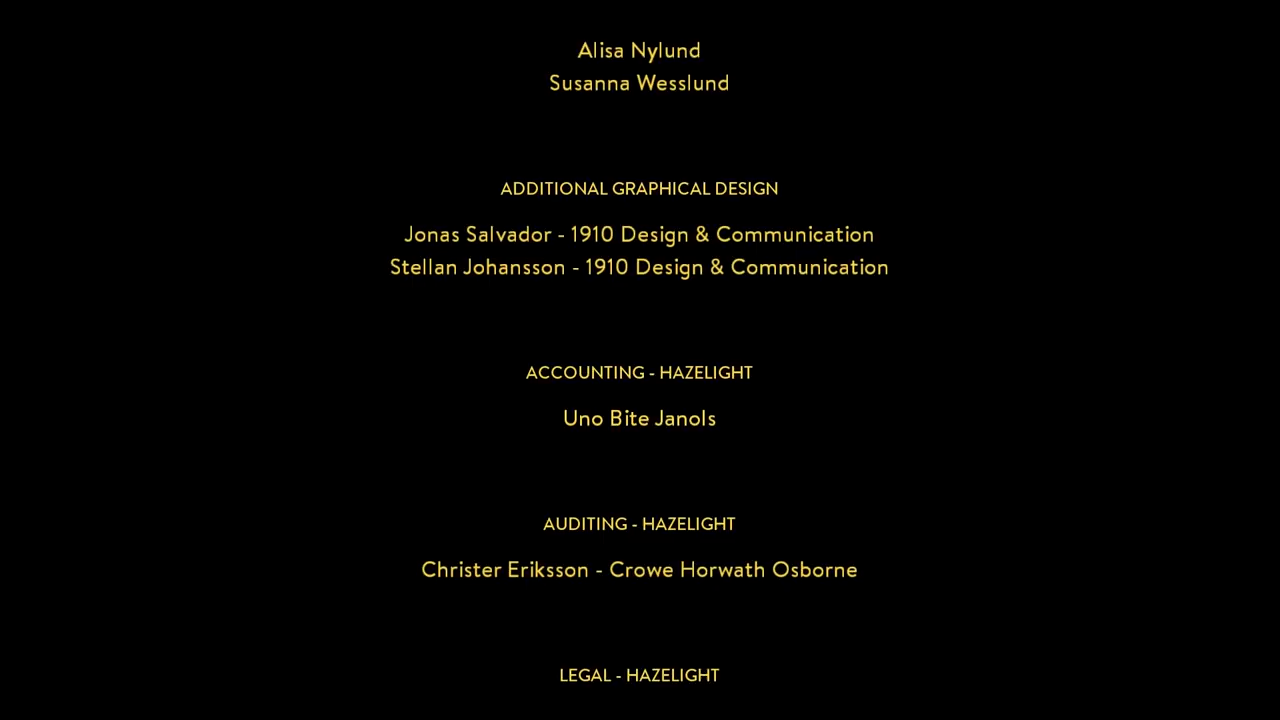 Alisa Nylund
Susanna Wesslund
ADDITIONAL GRAPHICAL DESIGN
Jonas Salvador - 1910 Design & Communication
Stellan Johansson - 1910 Design & Communication
ACCOUNTING - HAZELIGHT
Uno Bite Janols
AUDITING - HAZELIGHT
Christer Eriksson - Crowe Horwath Osborne
LEGAL - HAZELIGHT